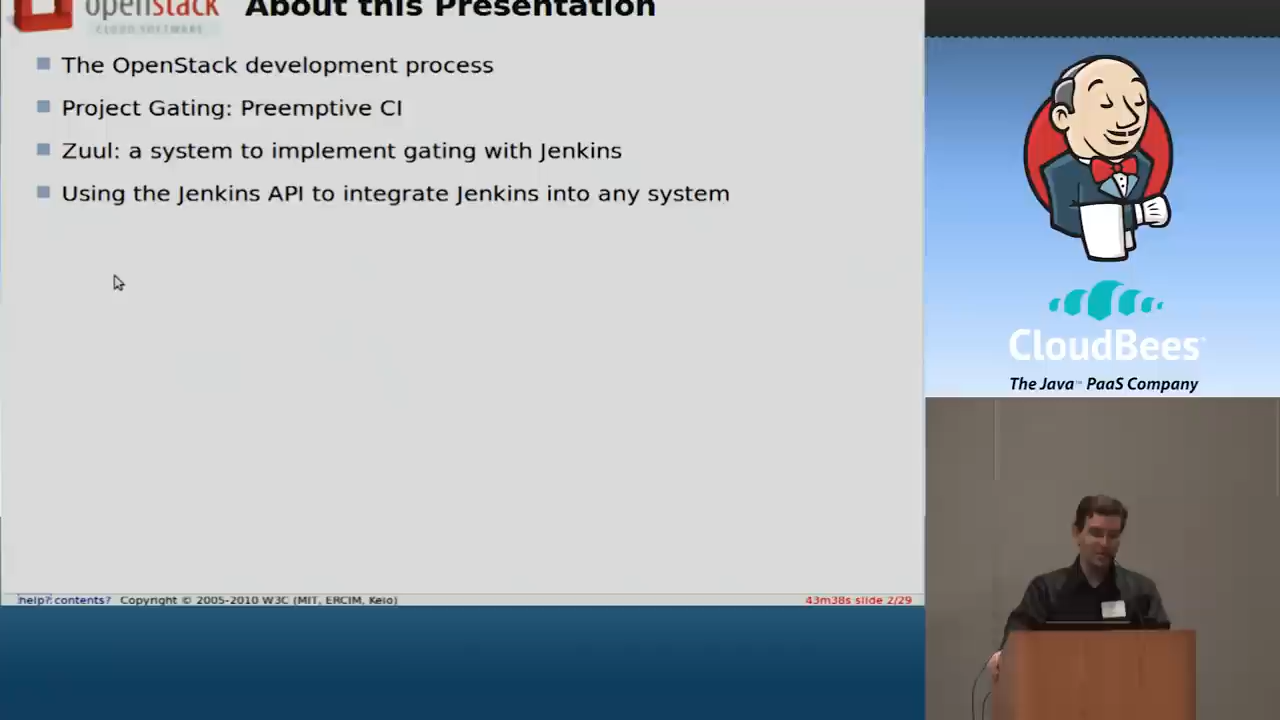 openstack
CLOUD SOFTWARE
About this Presentation
The OpenStack development process
Project Gating: Preemptive CI
Zuul: a system to implement gating with Jenkins
Using the Jenkins API to integrate Jenkins into any system
help? contents? Copyright © 2005-2010 W3C (MIT, ERCIM, Keio)
43m38s slide 2/29
CloudBees
The Java™ PaaS Company